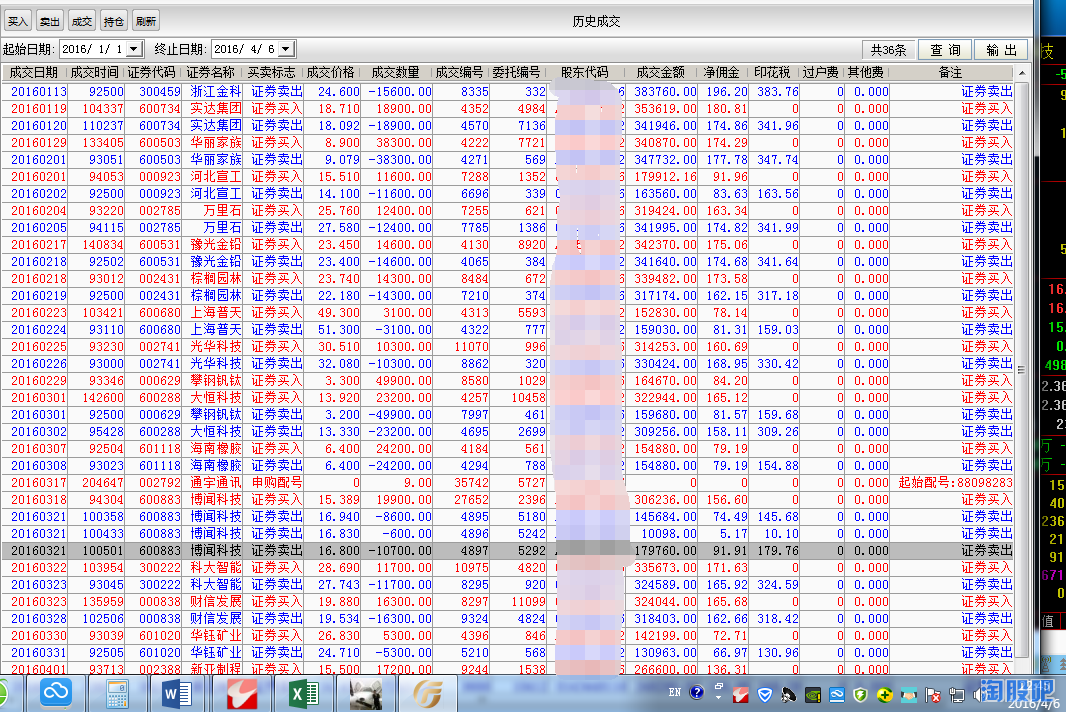 买入 卖出 成交 持仓 刷新 历史成交
起始日期: 2016/ 1/ 1 终止日期: 2016/ 4/ 6 共36条 查 询 输 出
成交日期 成交时间 证券代码 证券名称 买卖标志 成交价格 成交数量 成交编号 委托编号 股东代码 成交金额 净佣金 印花税 过户费 其他费 备注
20160113 92500 300459 浙江金科 证券卖出 24.600 -15600.00 8335 332 383760.00 196.20 383.76 0 0.000 证券卖出
20160119 104337 600734 实达集团 证券买入 18.710 18900.00 4352 4984 353619.00 180.81 0 0 0.000 证券买入
20160120 110237 600734 实达集团 证券卖出 18.092 -18900.00 4570 7136 341946.00 174.86 341.96 0 0.000 证券卖出
20160129 133405 600503 华丽家族 证券买入 8.900 38300.00 4222 7721 340870.00 174.29 0 0 0.000 证券买入
20160201 93051 600503 华丽家族 证券卖出 9.079 -38300.00 4271 569 347732.00 177.78 347.74 0 0.000 证券卖出
20160201 94053 000923 河北宣工 证券买入 15.510 11600.00 7288 1352 179912.16 91.96 0 0 0.000 证券买入
20160202 92500 000923 河北宣工 证券卖出 14.100 -11600.00 6696 339 163560.00 83.63 163.56 0 0.000 证券卖出
20160204 93220 002785 万里石 证券买入 25.760 12400.00 7255 621 319424.00 163.34 0 0 0.000 证券买入
20160205 94115 002785 万里石 证券卖出 27.580 -12400.00 7785 1386 341995.00 174.82 341.99 0 0.000 证券卖出
20160217 140834 600531 豫光金铅 证券买入 23.450 14600.00 4130 8920 342370.00 175.06 0 0 0.000 证券买入
20160218 92502 600531 豫光金铅 证券卖出 23.400 -14600.00 4065 384 341640.00 174.68 341.64 0 0.000 证券卖出
20160218 93012 002431 棕榈园林 证券买入 23.740 14300.00 8484 672 339482.00 173.58 0 0 0.000 证券买入
20160219 92500 002431 棕榈园林 证券卖出 22.180 -14300.00 7210 374 317174.00 162.15 317.18 0 0.000 证券卖出
20160223 103421 600680 上海普天 证券买入 49.300 3100.00 4313 5593 152830.00 78.14 0 0 0.000 证券买入
20160224 93110 600680 上海普天 证券卖出 51.300 -3100.00 4322 777 159030.00 81.31 159.03 0 0.000 证券卖出
20160225 93230 002741 光华科技 证券买入 30.510 10300.00 11070 996 314253.00 160.69 0 0 0.000 证券买入
20160226 93000 002741 光华科技 证券卖出 32.080 -10300.00 8862 320 330424.00 168.95 330.42 0 0.000 证券卖出
20160229 93346 000629 攀钢钒钛 证券买入 3.300 49900.00 8580 1029 164670.00 84.20 0 0 0.000 证券买入
20160301 142600 600288 大恒科技 证券买入 13.920 23200.00 4257 10458 322944.00 165.12 0 0 0.000 证券买入
20160301 92500 000629 攀钢钒钛 证券卖出 3.200 -49900.00 7997 461 159680.00 81.57 159.68 0 0.000 证券卖出
20160302 95428 600288 大恒科技 证券卖出 13.330 -23200.00 4695 2699 309256.00 158.11 309.26 0 0.000 证券卖出
20160307 92504 601118 海南橡胶 证券买入 6.400 24200.00 4184 561 154880.00 79.19 0 0 0.000 证券买入
20160308 93023 601118 海南橡胶 证券卖出 6.400 -24200.00 4294 788 154880.00 79.19 154.88 0 0.000 证券卖出
20160317 204647 002792 通宇通讯 申购配号 0 9.00 35742 5727 0 0 0 0 0.000 起始配号:88098283
20160318 94304 600883 博闻科技 证券买入 15.389 19900.00 27652 2396 306236.00 156.60 0 0 0.000 证券买入
20160321 100358 600883 博闻科技 证券卖出 16.940 -8600.00 4895 5180 145684.00 74.49 145.68 0 0.000 证券卖出
20160321 100433 600883 博闻科技 证券卖出 16.830 -600.00 4896 5242 10098.00 5.17 10.10 0 0.000 证券卖出
20160321 100501 600883 博闻科技 证券卖出 16.800 -10700.00 4897 5292 179760.00 91.91 179.76 0 0.000 证券卖出
20160322 103954 300222 科大智能 证券买入 28.690 11700.00 10975 4820 335673.00 171.63 0 0 0.000 证券买入
20160323 93045 300222 科大智能 证券卖出 27.743 -11700.00 8295 920 324589.00 165.92 324.59 0 0.000 证券卖出
20160323 135959 000838 财信发展 证券买入 19.880 16300.00 8297 11099 324044.00 165.68 0 0 0.000 证券买入
20160328 102506 000838 财信发展 证券卖出 19.534 -16300.00 9324 4824 318403.00 162.66 318.42 0 0.000 证券卖出
20160330 93039 601020 华钰矿业 证券买入 26.830 5300.00 4396 846 142199.00 72.71 0 0 0.000 证券买入
20160331 92505 601020 华钰矿业 证券卖出 24.710 -5300.00 5210 568 130963.00 66.97 130.96 0 0.000 证券卖出
20160401 93713 002388 新亚制程 证券买入 15.500 17200.00 9244 1538 266600.00 136.31 0 0 0.000 证券买入
EN 淘股吧
2016/4/6